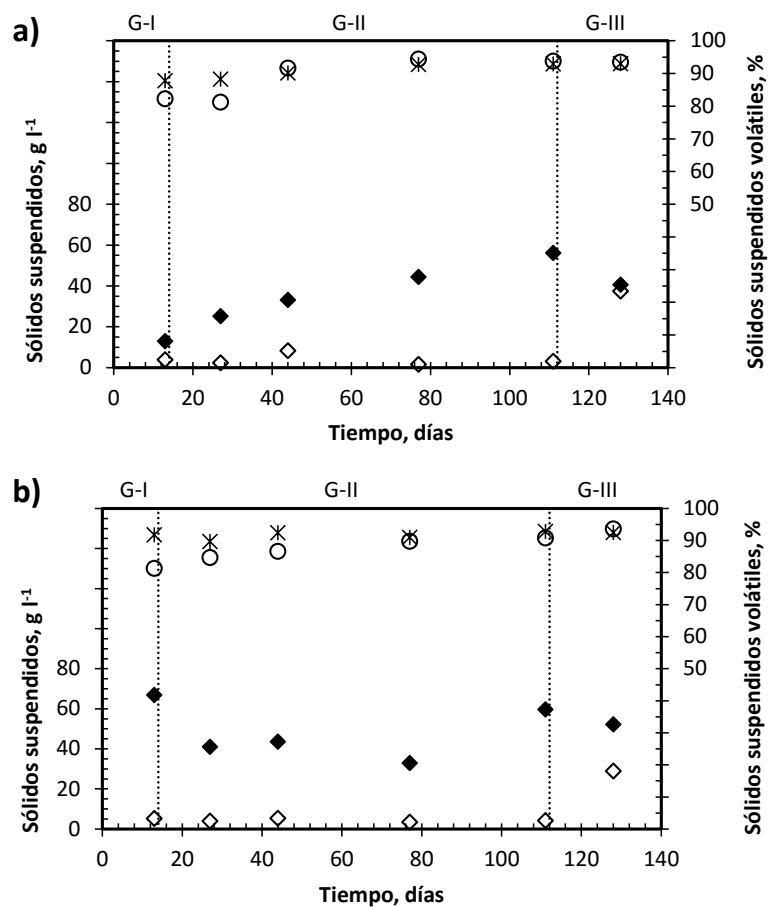 a)
G-I G-II G-III
Sólidos suspendidos, g l-1
80
60
40
20
0
100
90
80
70
60
50
Sólidos suspendidos volátiles, %
0 20 40 60 80 100 120 140
Tiempo, días
b)
G-I G-II G-III
Sólidos suspendidos, g l-1
80
60
40
20
0
100
90
80
70
60
50
Sólidos suspendidos volátiles, %
0 20 40 60 80 100 120 140
Tiempo, días